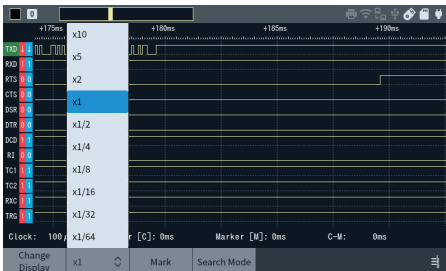 0
+175ms +180ms +185ms +190ms
x10
x5
x2
x1
x1/2
x1/4
x1/8
x1/16
x1/32
x1/64
TXD ↓ ↓
RXD 1 1
RTS 0 0
CTS 0 0
DSR 0 0
DTR 0 0
DCD 1 1
RI 0 0
TC1 1 1
TC2 1 1
RXC 1 1
TRG 1 1
Clock: 100 r [C]: 0ms Marker [M]: 0ms C-M: 0ms
Change Display x1 Mark Search Mode